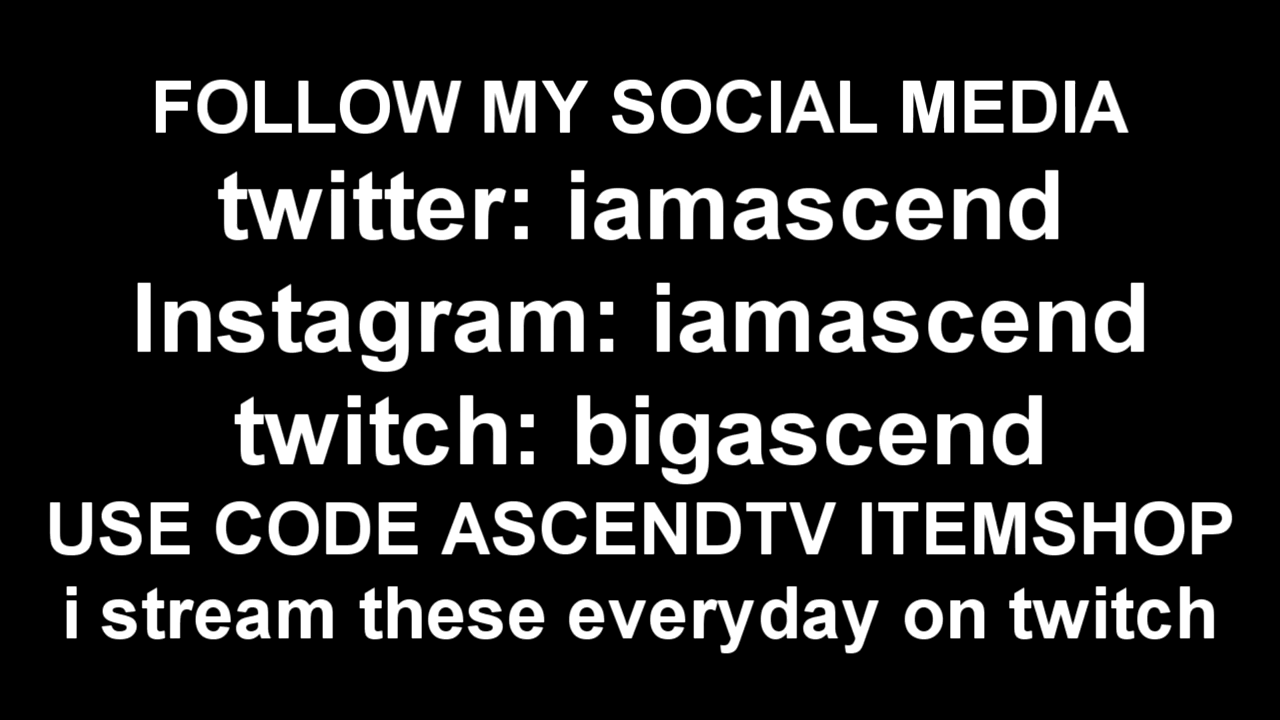 FOLLOW MY SOCIAL MEDIA
twitter: iamascend
Instagram: iamascend
twitch: bigascend
USE CODE ASCENDTV ITEMSHOP
i stream these everyday on twitch